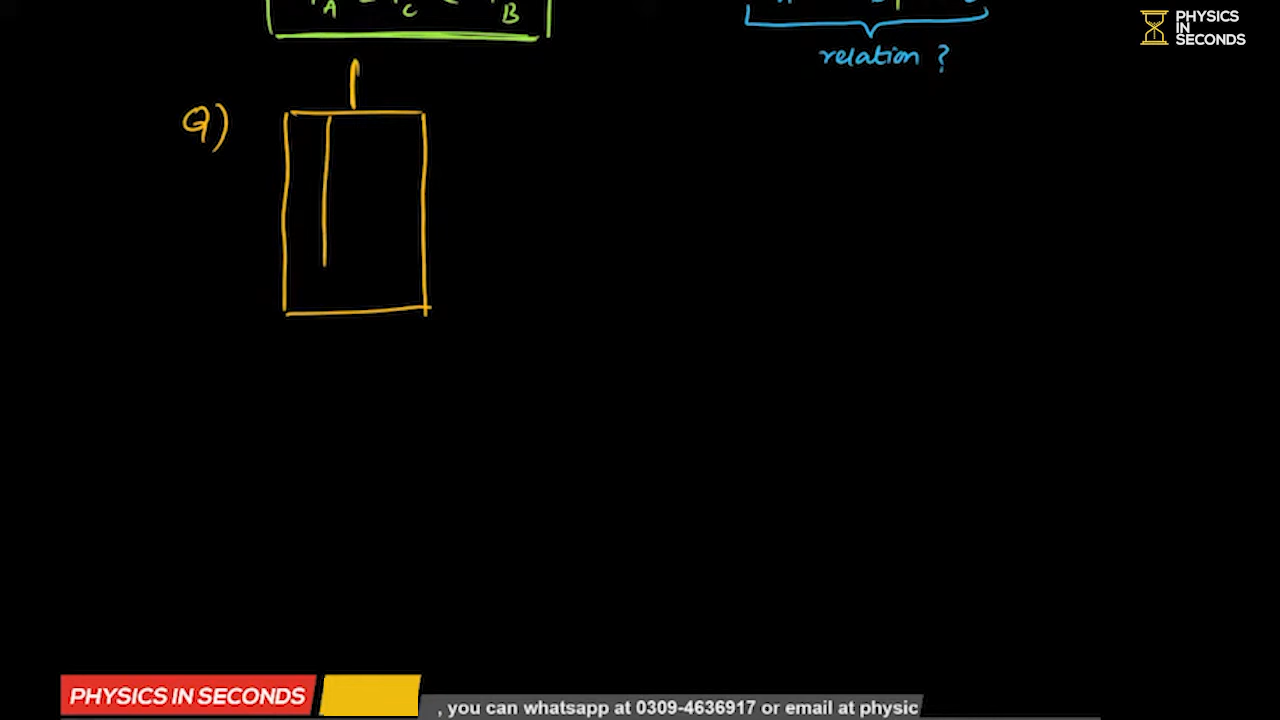 A C B
relation ?
PHYSICS
IN
SECONDS
Q)
PHYSICS IN SECONDS
, you can whatsapp at 0309-4636917 or email at physic